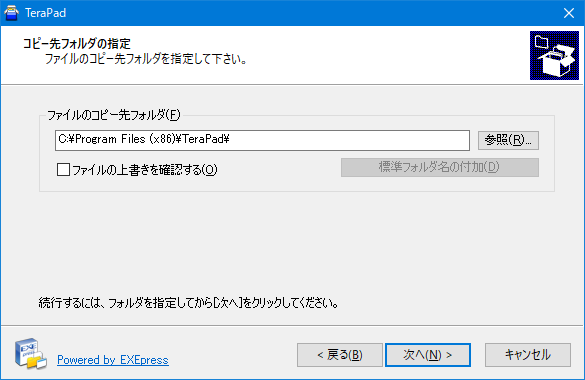 TeraPad
コピー先フォルダの指定
ファイルのコピー先フォルダを指定して下さい。
ファイルのコピー先フォルダ(F)
C:¥Program Files (x86)¥TeraPad¥
参照(R)...
ファイルの上書きを確認する(O)
標準フォルダ名の付加(D)
続行するには、フォルダを指定してから[次へ]をクリックしてください。
EXE
Powered by EXEpress
< 戻る(B)
次へ(N) >
キャンセル